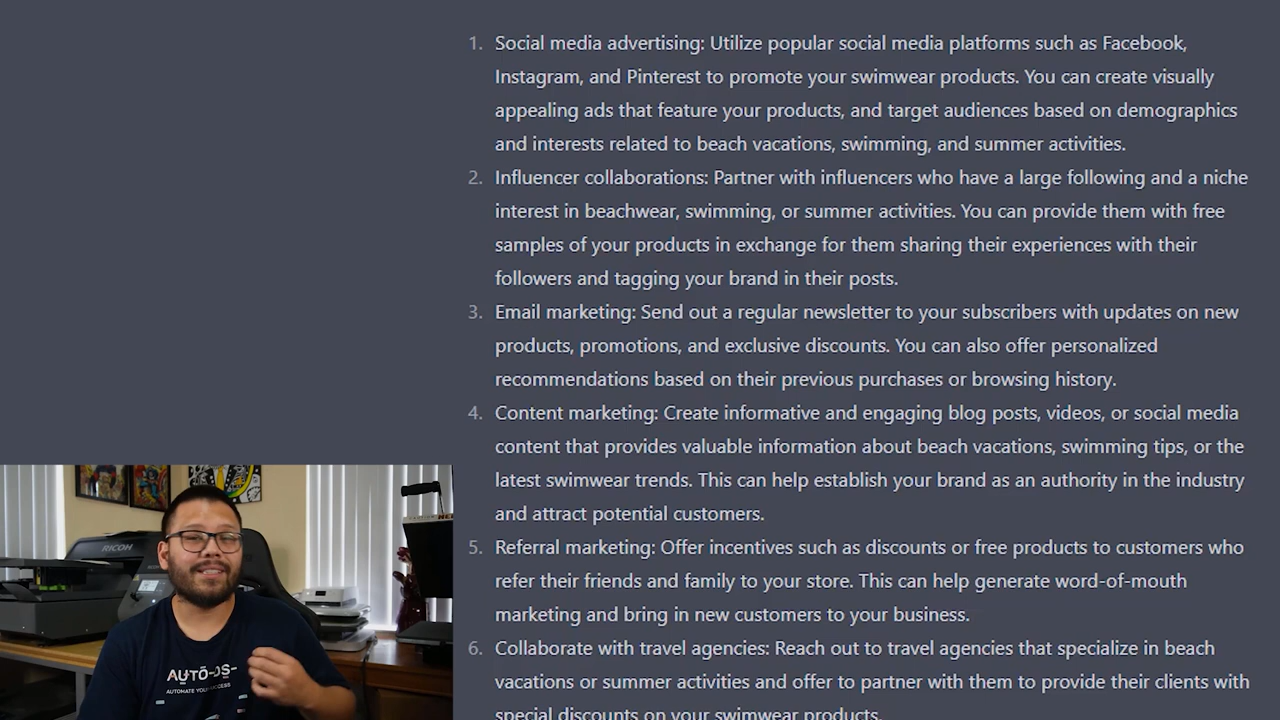 1. Social media advertising: Utilize popular social media platforms such as Facebook,
Instagram, and Pinterest to promote your swimwear products. You can create visually
appealing ads that feature your products, and target audiences based on demographics
and interests related to beach vacations, swimming, and summer activities.
2. Influencer collaborations: Partner with influencers who have a large following and a niche
interest in beachwear, swimming, or summer activities. You can provide them with free
samples of your products in exchange for them sharing their experiences with their
followers and tagging your brand in their posts.
3. Email marketing: Send out a regular newsletter to your subscribers with updates on new
products, promotions, and exclusive discounts. You can also offer personalized
recommendations based on their previous purchases or browsing history.
4. Content marketing: Create informative and engaging blog posts, videos, or social media
content that provides valuable information about beach vacations, swimming tips, or the
latest swimwear trends. This can help establish your brand as an authority in the industry
and attract potential customers.
5. Referral marketing: Offer incentives such as discounts or free products to customers who
refer their friends and family to your store. This can help generate word-of-mouth
marketing and bring in new customers to your business.
6. Collaborate with travel agencies: Reach out to travel agencies that specialize in beach
vacations or summer activities and offer to partner with them to provide their clients with
special discounts on your swimwear products.
RICOH
AUTŌ-DS-
AUTOMATE YOUR SUCCESS